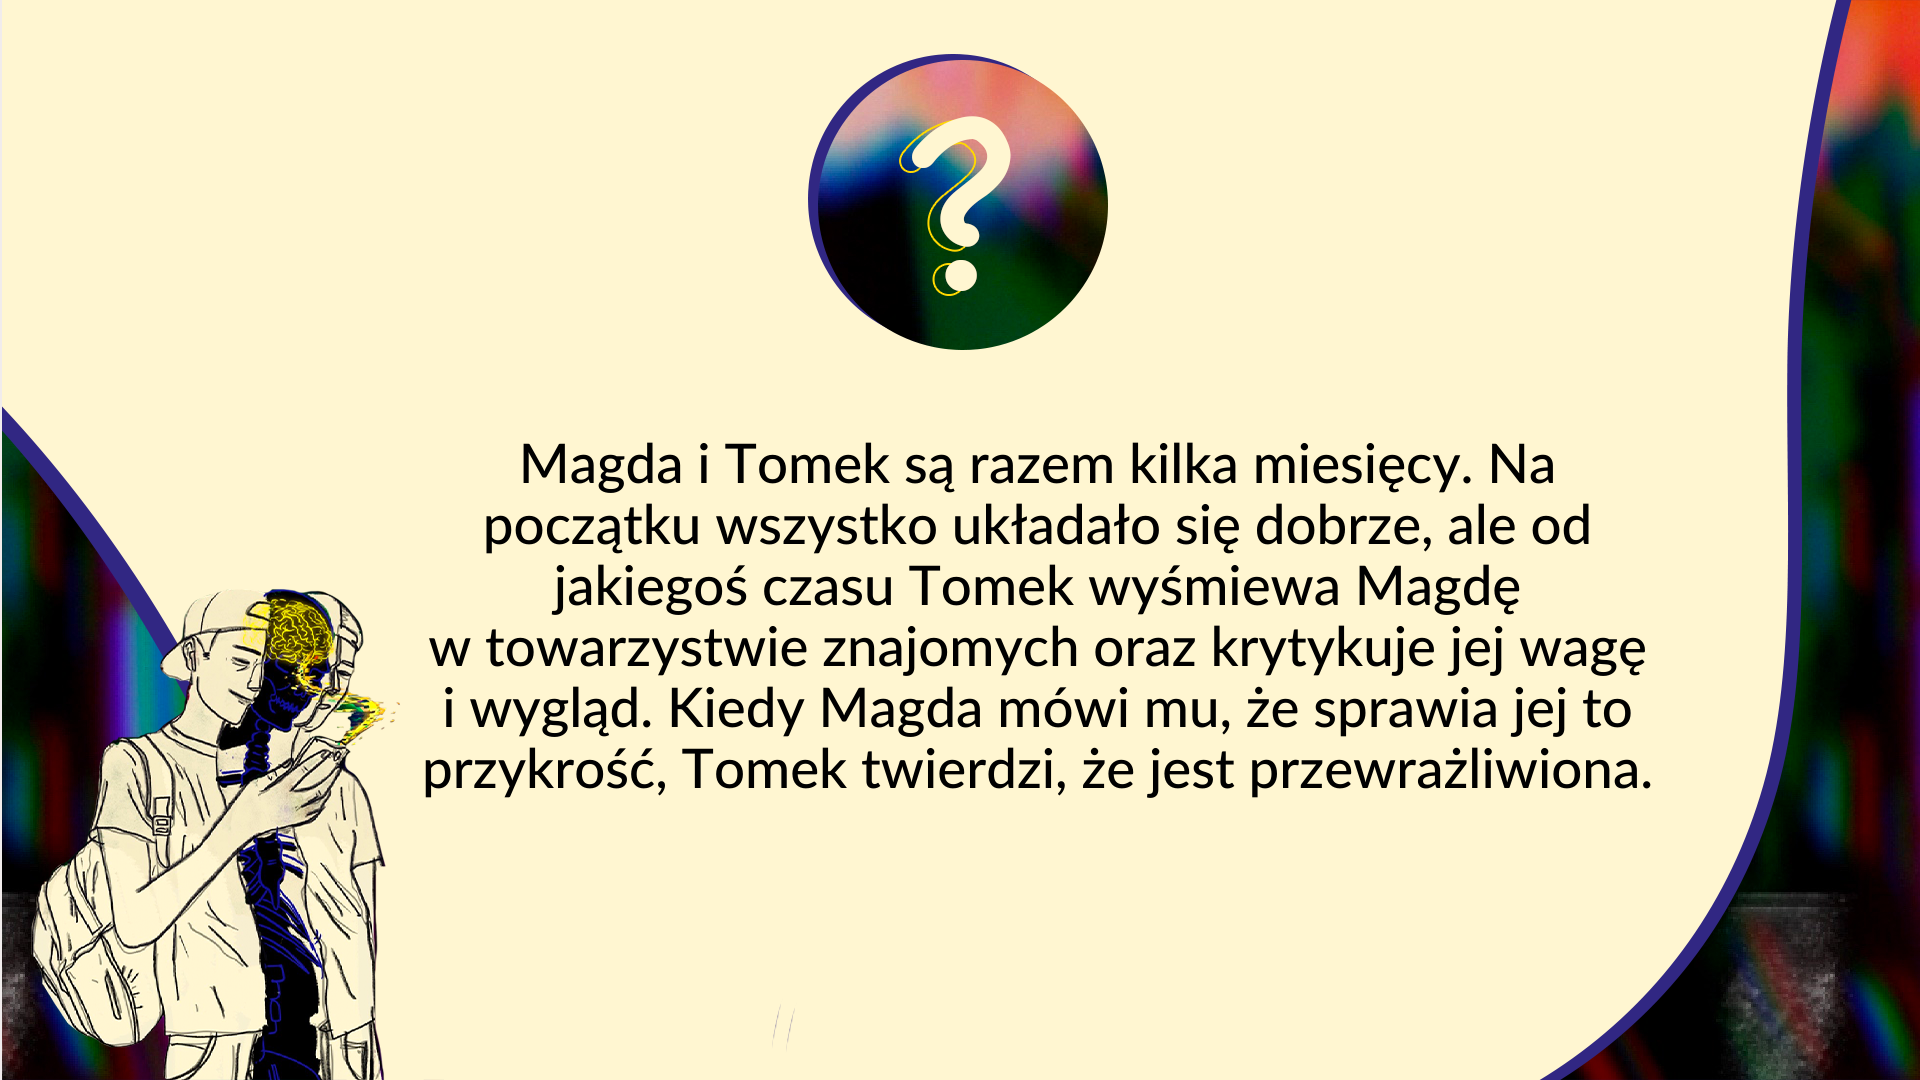 ?
Magda i Tomek są razem kilka miesięcy. Na
początku wszystko układało się dobrze, ale od
jakiegoś czasu Tomek wyśmiewa Magdę
w towarzystwie znajomych oraz krytykuje jej wagę
i wygląd. Kiedy Magda mówi mu, że sprawia jej to
przykrość, Tomek twierdzi, że jest przewrażliwiona.